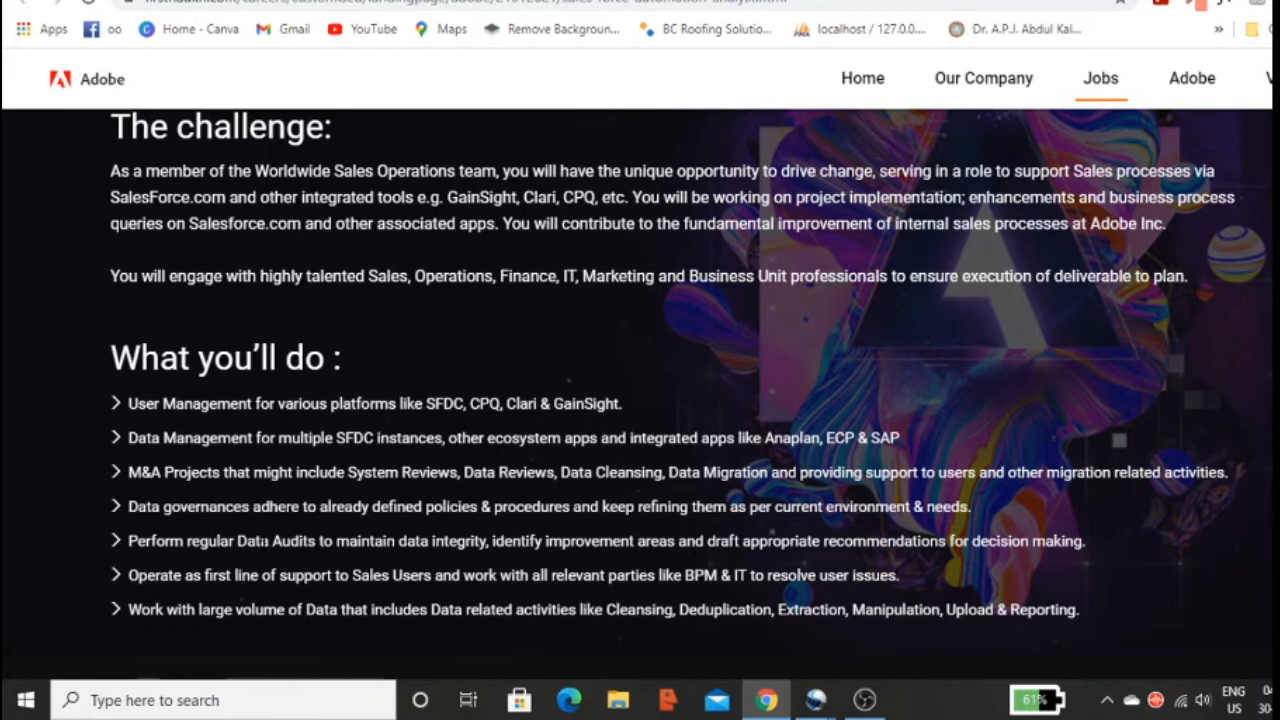 Apps
oo
Home - Canva
Gmail
YouTube
Maps
Remove Backgroun...
BC Roofing Solutio...
localhost / 127.0.0....
Dr. A.P.J. Abdul Kal...
»
Adobe
Home
Our Company
Jobs
Adobe
The challenge:
As a member of the Worldwide Sales Operations team, you will have the unique opportunity to drive change, serving in a role to support Sales processes via
SalesForce.com and other integrated tools e.g. GainSight, Clari, CPQ, etc. You will be working on project implementation; enhancements and business process
queries on Salesforce.com and other associated apps. You will contribute to the fundamental improvement of internal sales processes at Adobe Inc.
You will engage with highly talented Sales, Operations, Finance, IT, Marketing and Business Unit professionals to ensure execution of deliverable to plan.
What you’ll do :
User Management for various platforms like SFDC, CPQ, Clari & GainSight.
Data Management for multiple SFDC instances, other ecosystem apps and integrated apps like Anaplan, ECP & SAP
M&A Projects that might include System Reviews, Data Reviews, Data Cleansing, Data Migration and providing support to users and other migration related activities.
Data governances adhere to already defined policies & procedures and keep refining them as per current environment & needs.
Perform regular Data Audits to maintain data integrity, identify improvement areas and draft appropriate recommendations for decision making.
Operate as first line of support to Sales Users and work with all relevant parties like BPM & IT to resolve user issues.
Work with large volume of Data that includes Data related activities like Cleansing, Deduplication, Extraction, Manipulation, Upload & Reporting.
Type here to search
61%
ENG
US
30-